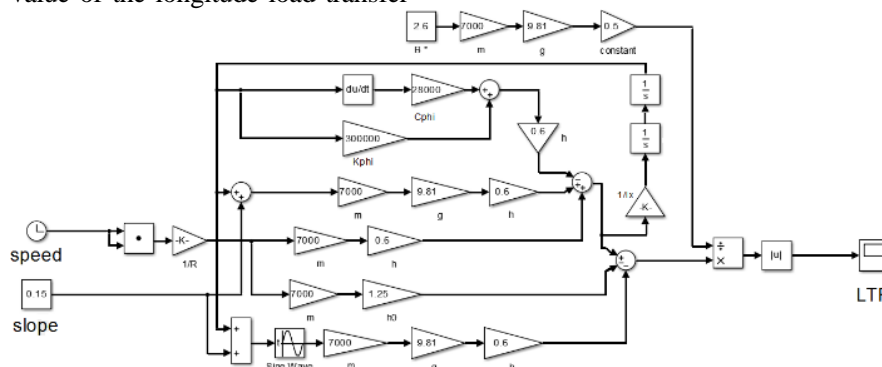 value of the longitude load transfer
2.6
7000
9.81
0.5
B *
m
g
constant
du/dt
28000
Cphi
1
s
300000
Kphi
0.6
h
1
s
1/Ix
-K-
7000
9.81
0.6
m
g
h
speed
-K-
1/R
7000
0.6
m
h
÷
×
|u|
LTR
0.15
slope
7000
1.25
m
h0
t
7000
9.81
0.6
Sine Wave
m
g
h